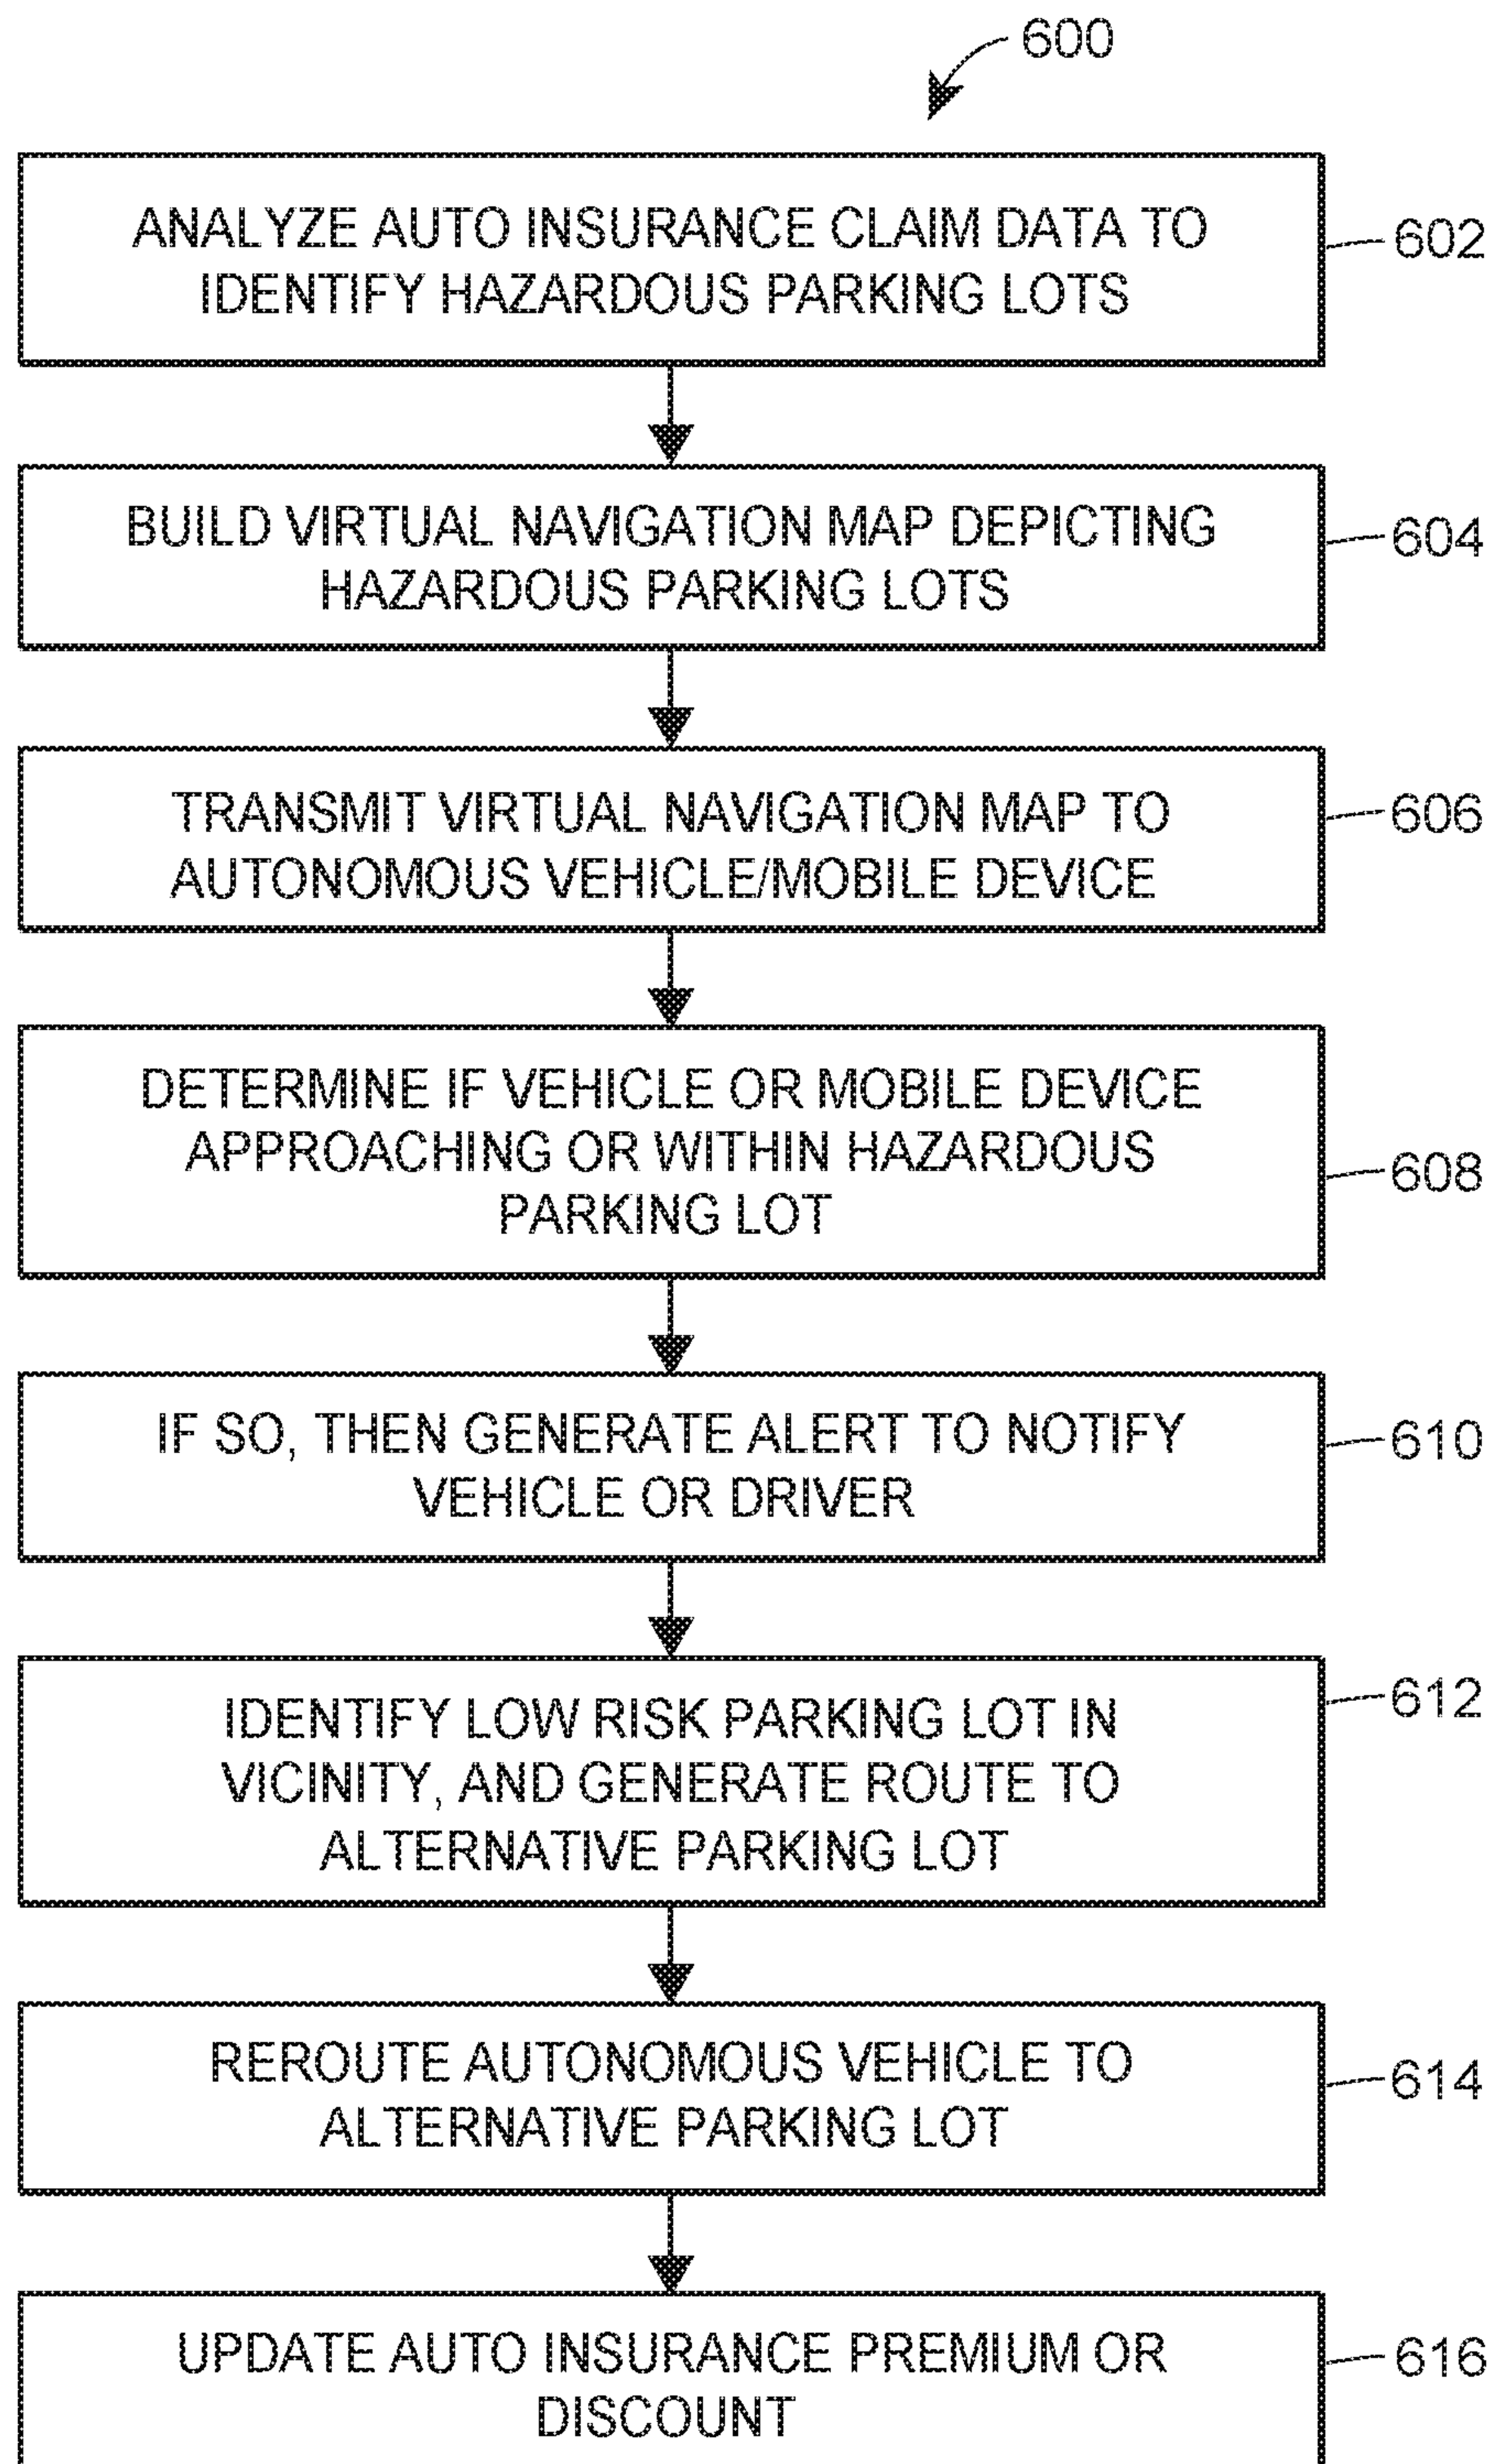 600
ANALYZE AUTO INSURANCE CLAIM DATA TO
IDENTIFY HAZARDOUS PARKING LOTS
602
BUILD VIRTUAL NAVIGATION MAP DEPICTING
HAZARDOUS PARKING LOTS
604
TRANSMIT VIRTUAL NAVIGATION MAP TO
AUTONOMOUS VEHICLE/MOBILE DEVICE
606
DETERMINE IF VEHICLE OR MOBILE DEVICE
APPROACHING OR WITHIN HAZARDOUS
PARKING LOT
608
IF SO, THEN GENERATE ALERT TO NOTIFY
VEHICLE OR DRIVER
610
IDENTIFY LOW RISK PARKING LOT IN
VICINITY, AND GENERATE ROUTE TO
ALTERNATIVE PARKING LOT
612
REROUTE AUTONOMOUS VEHICLE TO
ALTERNATIVE PARKING LOT
614
UPDATE AUTO INSURANCE PREMIUM OR
DISCOUNT
616